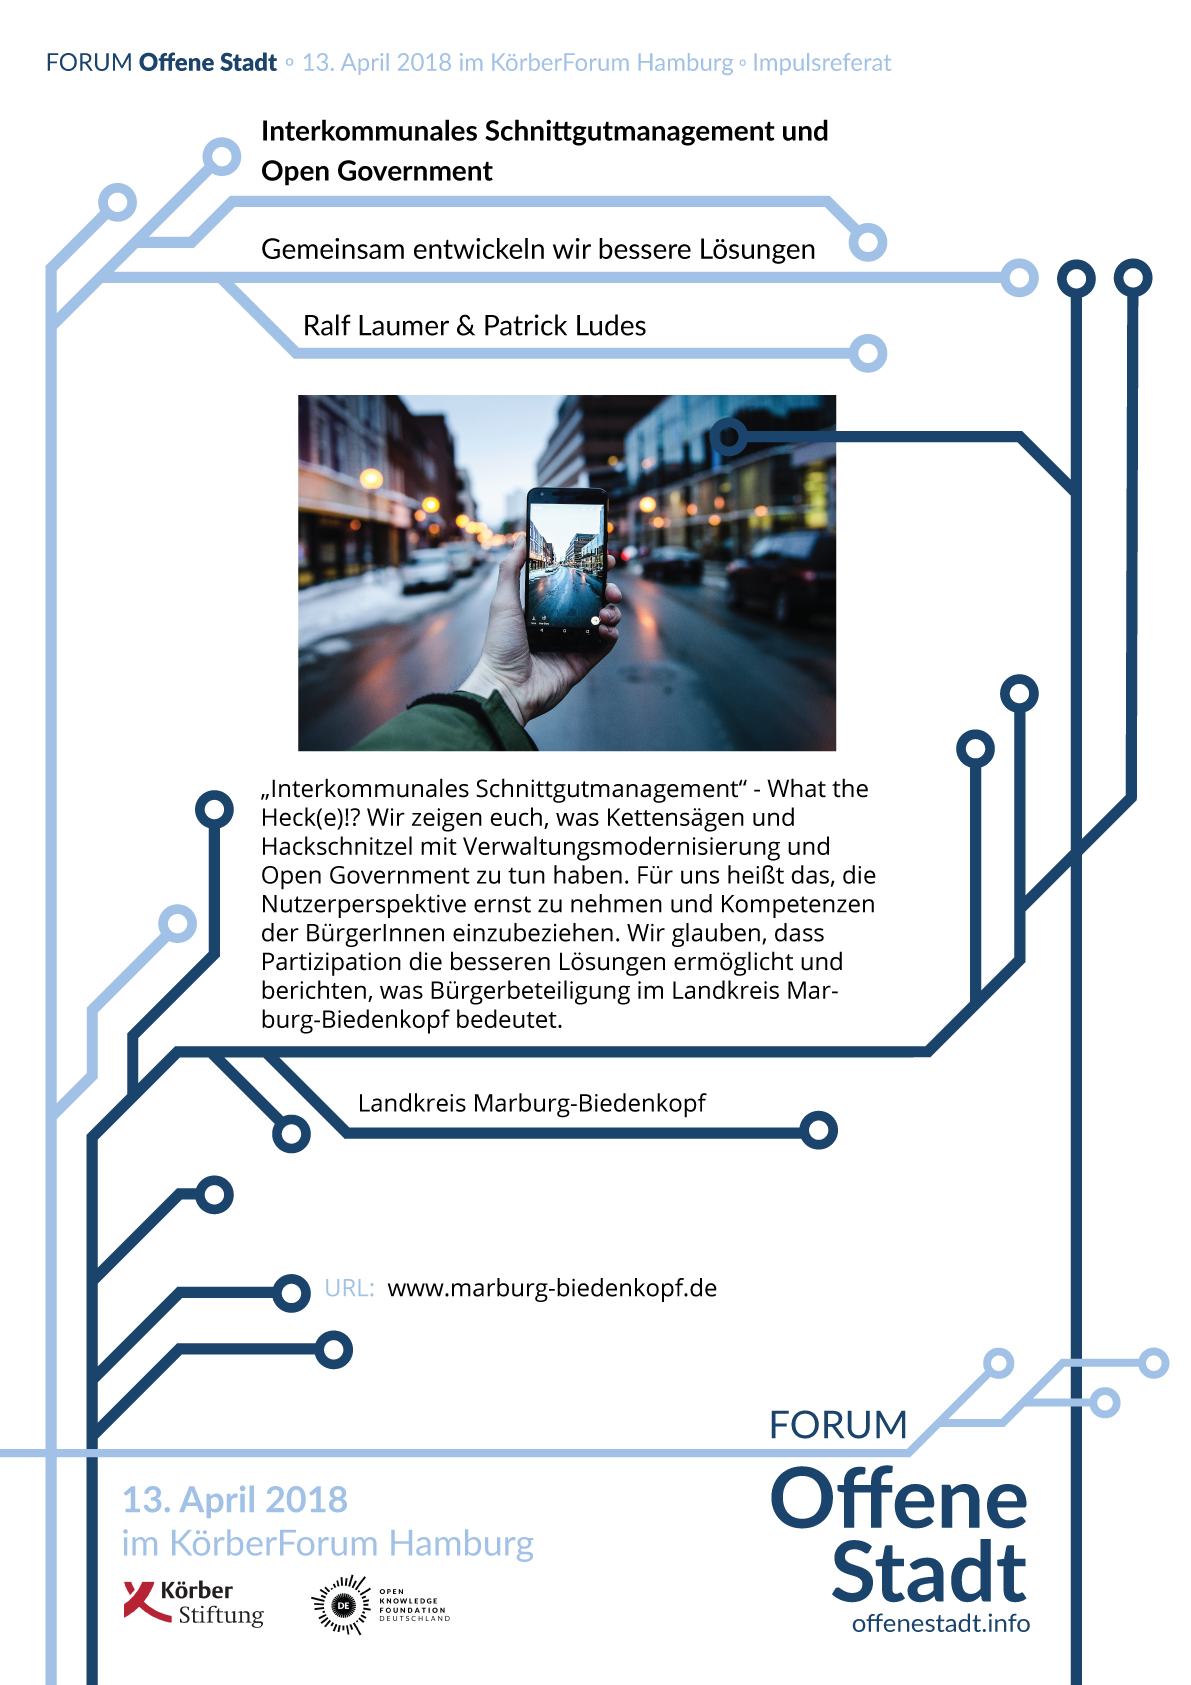 FORUM Offene Stadt ◦ 13. April 2018 im KörberForum Hamburg ◦ Impulsreferat
Interkommunales Schnittgutmanagement und
Open Government
Gemeinsam entwickeln wir bessere Lösungen
Ralf Laumer & Patrick Ludes
„Interkommunales Schnittgutmanagement“ - What the
Heck(e)!? Wir zeigen euch, was Kettensägen und
Hackschnitzel mit Verwaltungsmodernisierung und
Open Government zu tun haben. Für uns heißt das, die
Nutzerperspektive ernst zu nehmen und Kompetenzen
der BürgerInnen einzubeziehen. Wir glauben, dass
Partizipation die besseren Lösungen ermöglicht und
berichten, was Bürgerbeteiligung im Landkreis Mar-
burg-Biedenkopf bedeutet.
Landkreis Marburg-Biedenkopf
URL: www.marburg-biedenkopf.de
FORUM
Offene
Stadt
offenestadt.info
13. April 2018
im KörberForum Hamburg
Körber
Stiftung
DE
OPEN
KNOWLEDGE
FOUNDATION
DEUTSCHLAND